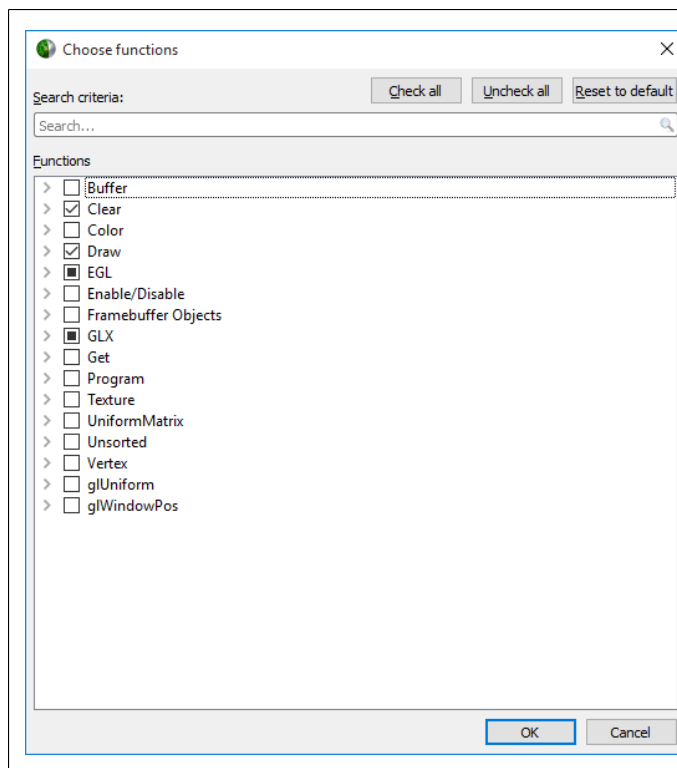 Choose functions
Search criteria:
Check all
Uncheck all
Reset to default
Search...
Functions
Buffer
Clear
Color
Draw
EGL
Enable/Disable
Framebuffer Objects
GLX
Get
Program
Texture
UniformMatrix
Unsorted
Vertex
glUniform
glWindowPos
OK
Cancel